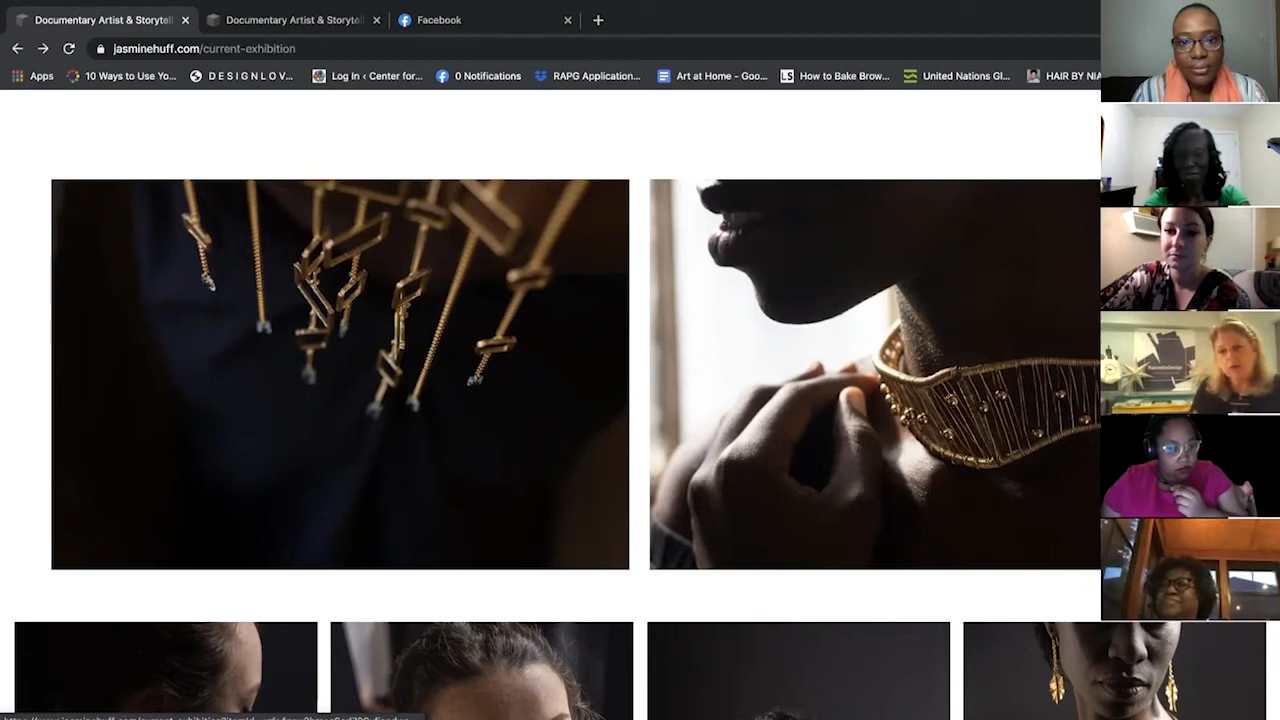 Documentary Artist & Storytell
Documentary Artist & Storytel
Facebook
jasminehuff.com/current-exhibition
Apps
10 Ways to Use Yo...
D E S I G N L O V...
Log In ‹ Center for...
0 Notifications
RAPG Application...
Art at Home - Goo...
LS
How to Bake Brow...
United Nations Gl...
HAIR BY NIA